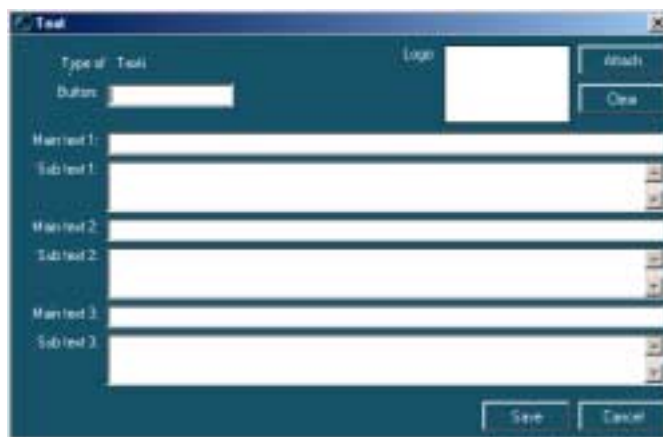 Text
Type of Text
Logo
Attach
Button:
Clear
Main text 1:
Sub text 1:
Main text 2:
Sub text 2:
Main text 3:
Sub text 3:
Save
Cancel